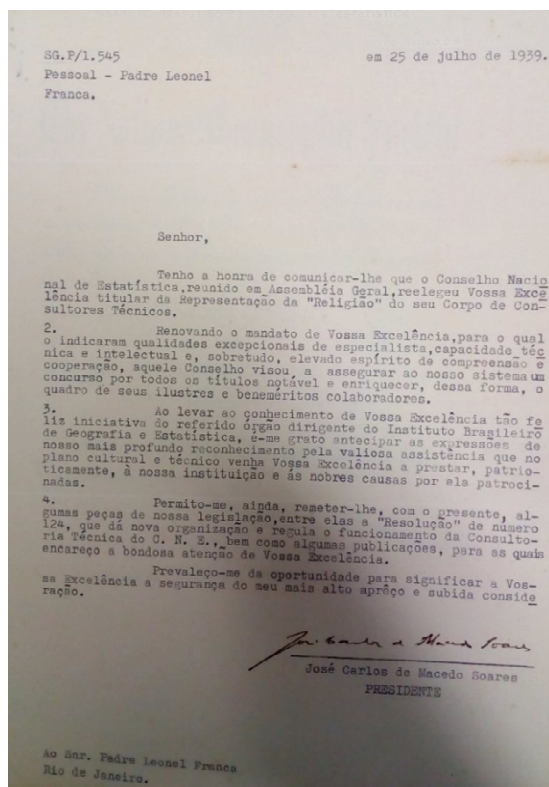 SG.P/1.545 em 25 de julho de 1939.
Pessoal - Padre Leonel
Franca.
Senhor,
Tenho a honra de comunicar-lhe que o Conselho Nacio
nal de Estatística,reunido em Assembléia Geral,reelegeu Vossa Exce
lência titular da Representação da "Religião" do seu Corpo de Con-
sultores Técnicos.
2. Renovando o mandato de Vossa Excelência,para o qual
o indicaram qualidades excepcionais de especialista,capacidade téc
nica e intelectual e, sobretudo, elevado espírito de compreensão e
cooperação, aquele Conselho visou, a assegurar ao nosso sistema um
concurso por todos os títulos notável e enriquecer, dessa forma, o
quadro de seus ilustres e beneméritos colaboradores.
3. Ao levar ao conhecimento de Vossa Excelência tão fe
liz iniciativa do referido órgão dirigente do Instituto Brasileiro
de Geografia e Estatística, é-me grato antecipar as expressões de
nosso mais profundo reconhecimento pela valiosa assistência que no
plano cultural e técnico venha Vossa Excelência a prestar, patrio-
ticamente, à nossa instituição e às nobres causas por ela patroci-
nadas.
4. Permito-me, ainda, remeter-lhe, com o presente, al-
gumas peças de nossa legislação,entre elas a "Resolução" de número
124, que dá nova organização e regula o funcionamento da Consulto-
ria Técnica do C. N. E., bem como algumas publicações, para as quais
encareço a bondosa atenção de Vossa Excelência.
Prevaleço-me da oportunidade para significar a Vos-
sa Excelência a segurança do meu mais alto aprêço e subida conside
ração.
José Carlos de Macedo Soares
José Carlos de Macedo Soares
PRESIDENTE
Ao Snr. Padre Leonel Franca
Rio de Janeiro.